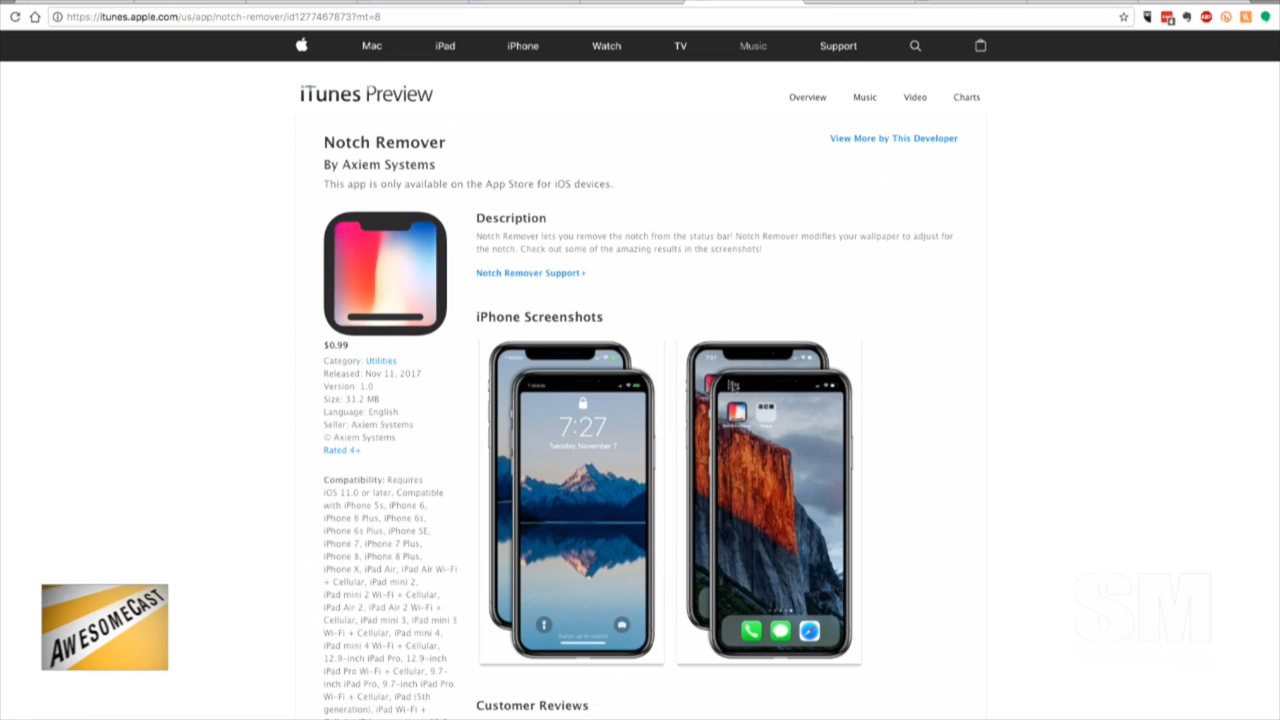 https://itunes.apple.com/us/app/notch-remover/id1277467873?mt=8
Mac iPad iPhone Watch TV Music Support
iTunes Preview
Overview Music Video Charts
Notch Remover
View More by This Developer
By Axiem Systems
This app is only available on the App Store for iOS devices.
Description
Notch Remover lets you remove the notch from the status bar! Notch Remover modifies your wallpaper to adjust for
the notch. Check out some of the amazing results in the screenshots!
Notch Remover Support
iPhone Screenshots
$0.99
Category: Utilities
Released: Nov 11, 2017
Version: 1.0
Size: 31.2 MB
Language: English
Seller: Axiem Systems
© Axiem Systems
Rated 4+
Compatibility: Requires
iOS 11.0 or later. Compatible
with iPhone 5s, iPhone 6,
iPhone 6 Plus, iPhone 6s,
iPhone 6s Plus, iPhone SE,
iPhone 7, iPhone 7 Plus,
iPhone 8, iPhone 8 Plus,
iPhone X, iPad Air, iPad Air Wi-Fi
+ Cellular, iPad mini 2,
iPad mini 2 Wi-Fi + Cellular,
iPad Air 2, iPad Air 2 Wi-Fi +
Cellular, iPad mini 3, iPad mini 3
Wi-Fi + Cellular, iPad mini 4,
iPad mini 4 Wi-Fi + Cellular,
12.9-inch iPad Pro, 12.9-inch
iPad Pro Wi-Fi + Cellular, 9.7-
inch iPad Pro, 9.7-inch iPad Pro
Wi-Fi + Cellular, iPad (5th
generation), iPad Wi-Fi +
T-Mobile
7:27
Tuesday, November 7
Swipe up to unlock
7:27
Customer Reviews
AWESOMECAST
SM